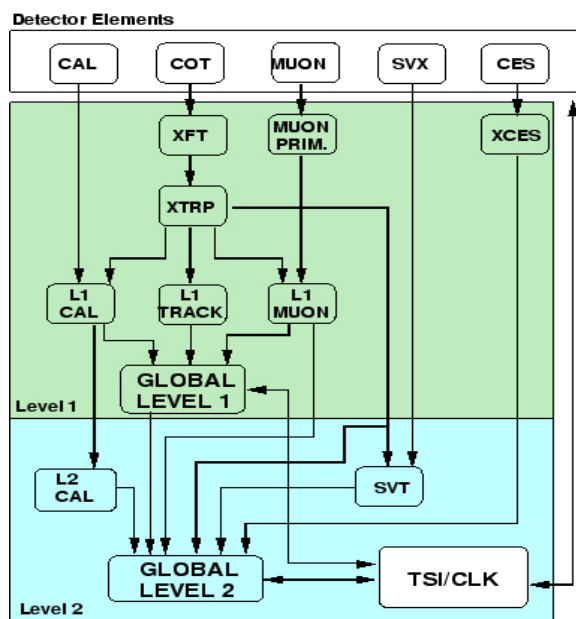 Detector Elements
CAL
COT
MUON
SVX
CES
XFT
MUON
PRIM.
XCES
XTRP
L1
CAL
L1
TRACK
L1
MUON
GLOBAL
LEVEL 1
Level 1
L2
CAL
SVT
GLOBAL
LEVEL 2
TSI/CLK
Level 2